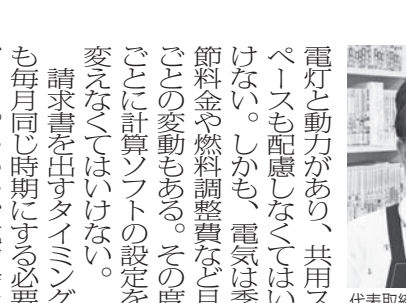 電灯と動力があり、共用ス
ペースも配慮しなくてはい
けない。しかも、電気は季
節料金や燃料調整費など月
ごとの変動もある。その度
ごとに計算ソフトの設定を
変えなくてはいけない。
請求書を出すタイミング
も毎月同じ時期にする必要
代表取締